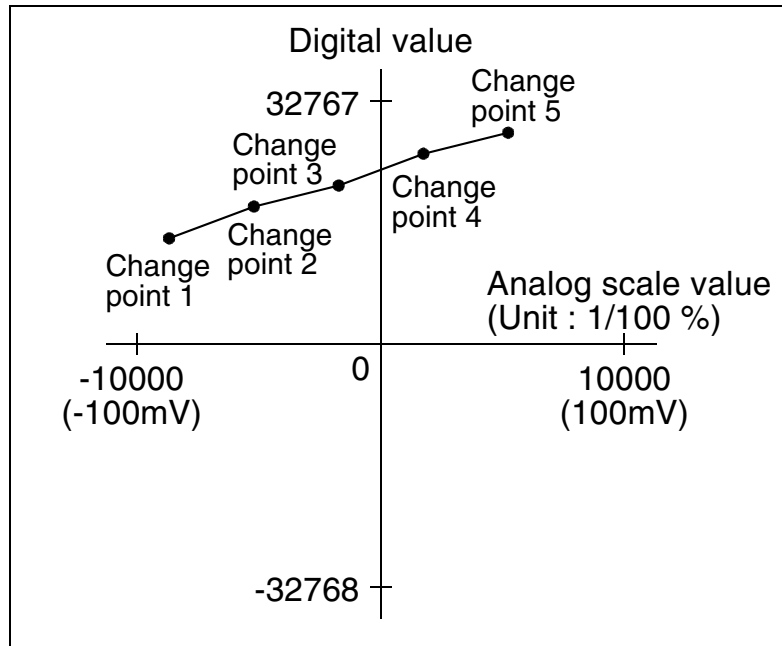 Digital value
32767
Change
point 5
Change
point 3
Change
point 4
Change
point 2
Change
point 1
Analog scale value
(Unit : 1/100 %)
-10000
(-100mV)
0
10000
(100mV)
-32768